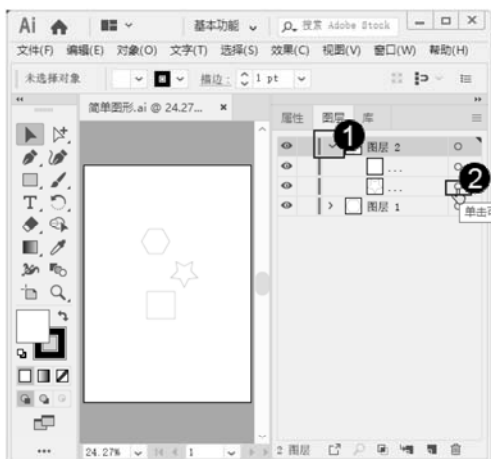 Ai 基本功能 搜索 Adobe Stock
文件(F) 编辑(E) 对象(O) 文字(T) 选择(S) 效果(C) 视图(V) 窗口(W) 帮助(H)
未选择对象 描边: 1 pt
简单图形.ai @ 24.27... ×
属性 图层 库
1
图层 2
...
2
...
单击可
图层 1
24.27% 1 2 图层